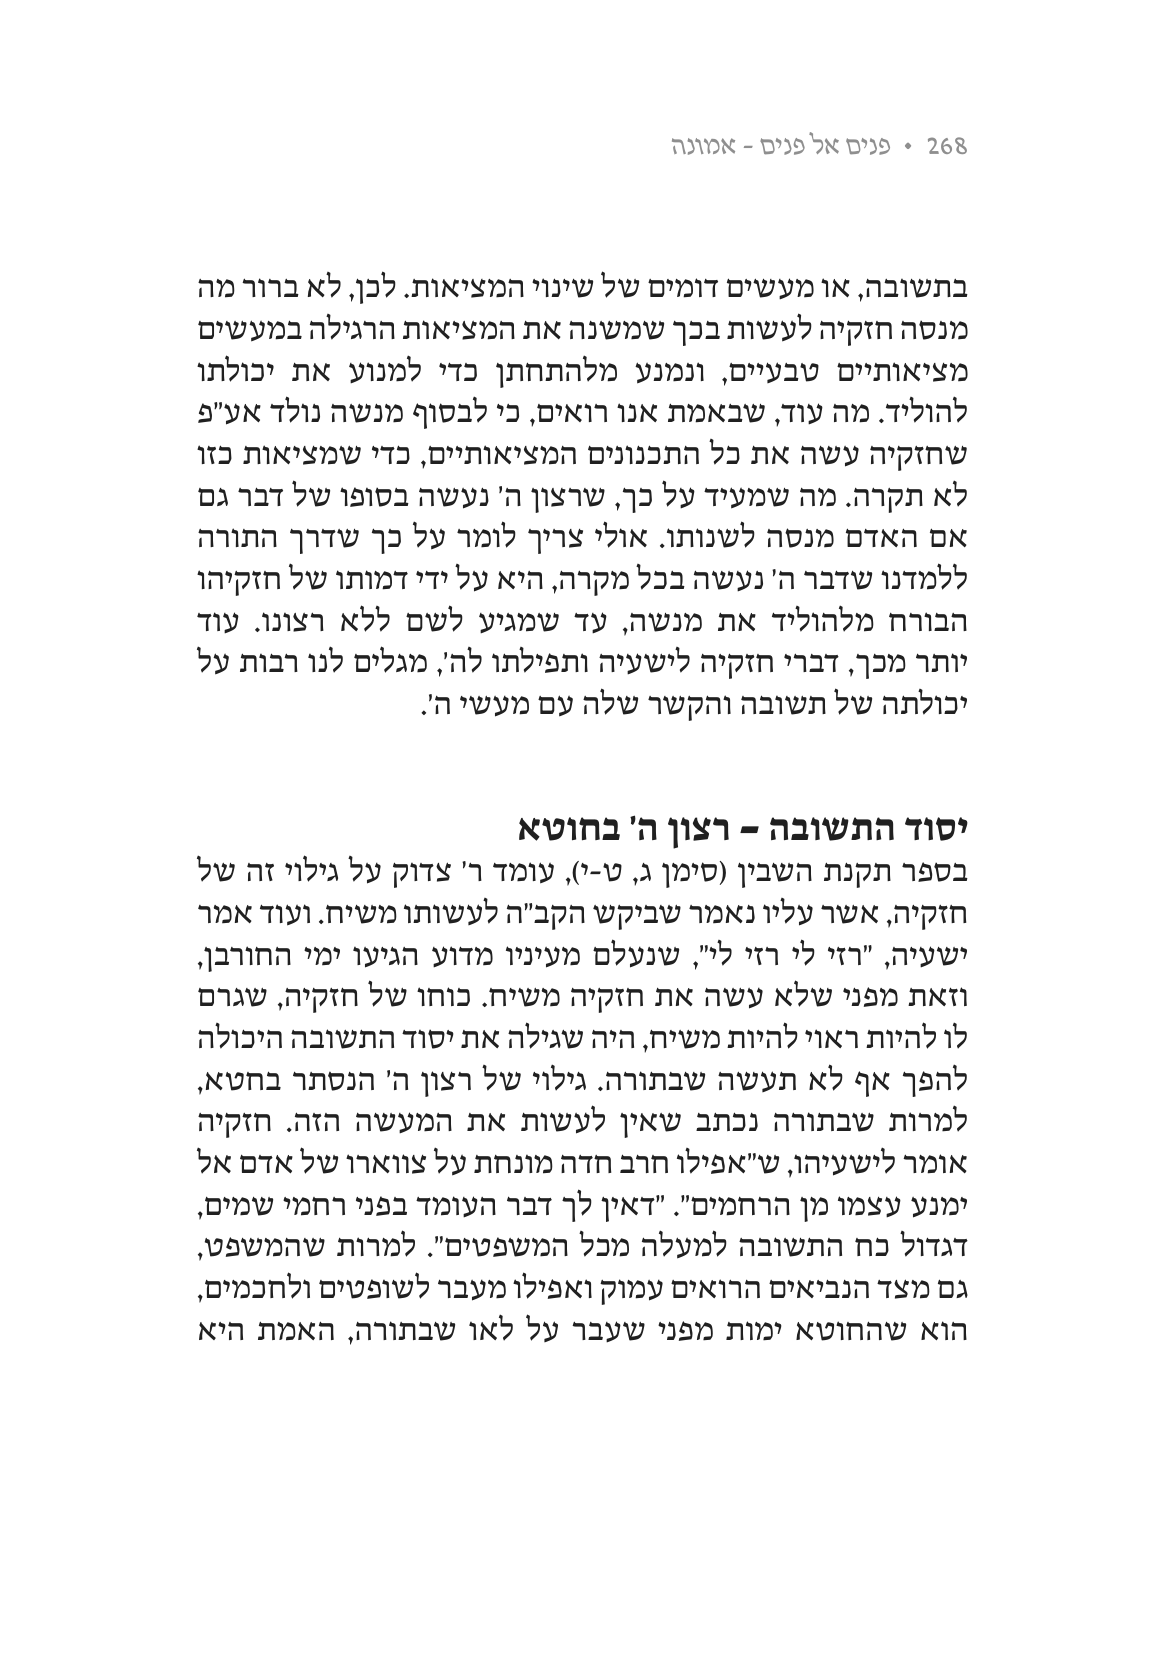 268 • פנים אל פנים – אמונה
בתשובה, או מעשים דומים של שינוי המציאות. לכן, לא ברור מה
מנסה חזקיה לעשות בכך שמשנה את המציאות הרגילה במעשים
מציאותיים טבעיים, ונמנע מלהתחתן כדי למנוע את יכולתו
להוליד. מה עוד, שבאמת אנו רואים, כי לבסוף מנשה נולד אע"פ
שחזקיה עשה את כל התכנונים המציאותיים, כדי שמציאות כזו
לא תקרה. מה שמעיד על כך, שרצון ה' נעשה בסופו של דבר גם
אם האדם מנסה לשנותו. אולי צריך לומר על כך שדרך התורה
ללמדנו שדבר ה' נעשה בכל מקרה, היא על ידי דמותו של חזקיהו
הבורח מלהוליד את מנשה, עד שמגיע לשם ללא רצונו. עוד
יותר מכך, דברי חזקיה לישעיה ותפילתו לה', מגלים לנו רבות על
יכולתה של תשובה והקשר שלה עם מעשי ה'.
יסוד התשובה – רצון ה' בחוטא
בספר תקנת השבין (סימן ג, ט-י), עומד ר' צדוק על גילוי זה של
חזקיה, אשר עליו נאמר שביקש הקב"ה לעשותו משיח. ועוד אמר
ישעיה, "רזי לי רזי לי", שנעלם מעיניו מדוע הגיעו ימי החורבן,
וזאת מפני שלא עשה את חזקיה משיח. כוחו של חזקיה, שגרם
לו להיות ראוי להיות משיח, היה שגילה את יסוד התשובה היכולה
להפך אף לא תעשה שבתורה. גילוי של רצון ה' הנסתר בחטא,
למרות שבתורה נכתב שאין לעשות את המעשה הזה. חזקיה
אומר לישעיהו, ש"אפילו חרב חדה מונחת על צווארו של אדם אל
ימנע עצמו מן הרחמים". "דאין לך דבר העומד בפני רחמי שמים,
דגדול כח התשובה למעלה מכל המשפטים". למרות שהמשפט,
גם מצד הנביאים הרואים עמוק ואפילו מעבר לשופטים ולחכמים,
הוא שהחוטא ימות מפני שעבר על לאו שבתורה, האמת היא